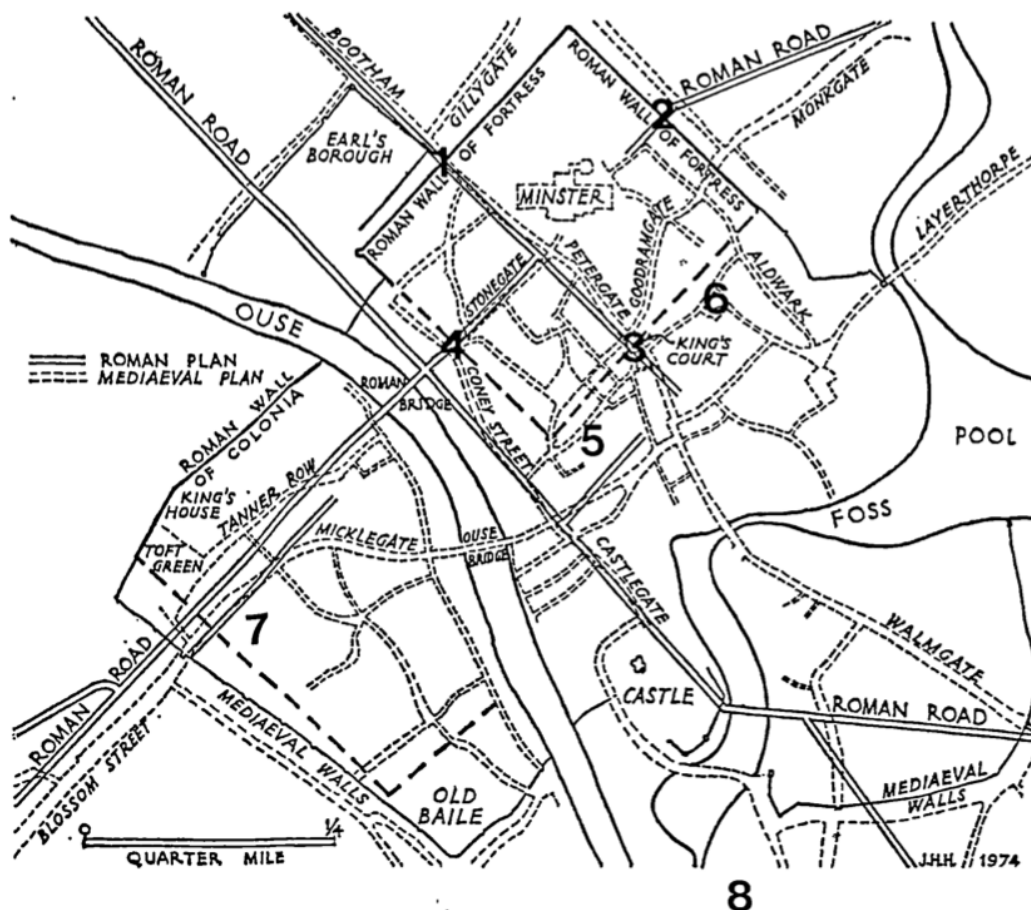 ROMAN ROAD
BOOTHAM
GILLYGATE
ROMAN WALL OF FORTRESS
ROMAN WALL OF FORTRESS
2
ROMAN ROAD
MONKGATE
1
EARL'S
BOROUGH
ROMAN ROAD
MINSTER
LAYERTHORPE
PETERGATE
GOODRAMGATE
ALDWARK
STONEGATE
6
OUSE
4
3
KING'S
COURT
ROMAN PLAN
MEDIAEVAL PLAN
ROMAN
BRIDGE
CONEY STREET
5
POOL
ROMAN WALL
OF COLONIA
KING'S
HOUSE
TANNER ROW
TOFT
GREEN
MICKLEGATE
OUSE
BRIDGE
FOSS
CASTLEGATE
7
WALMGATE
CASTLE
ROMAN ROAD
ROMAN ROAD
BLOSSOM STREET
MEDIAEVAL WALLS
OLD
BAILE
MEDIAEVAL
WALLS
1/4
QUARTER MILE
J.H.H. 1974
8